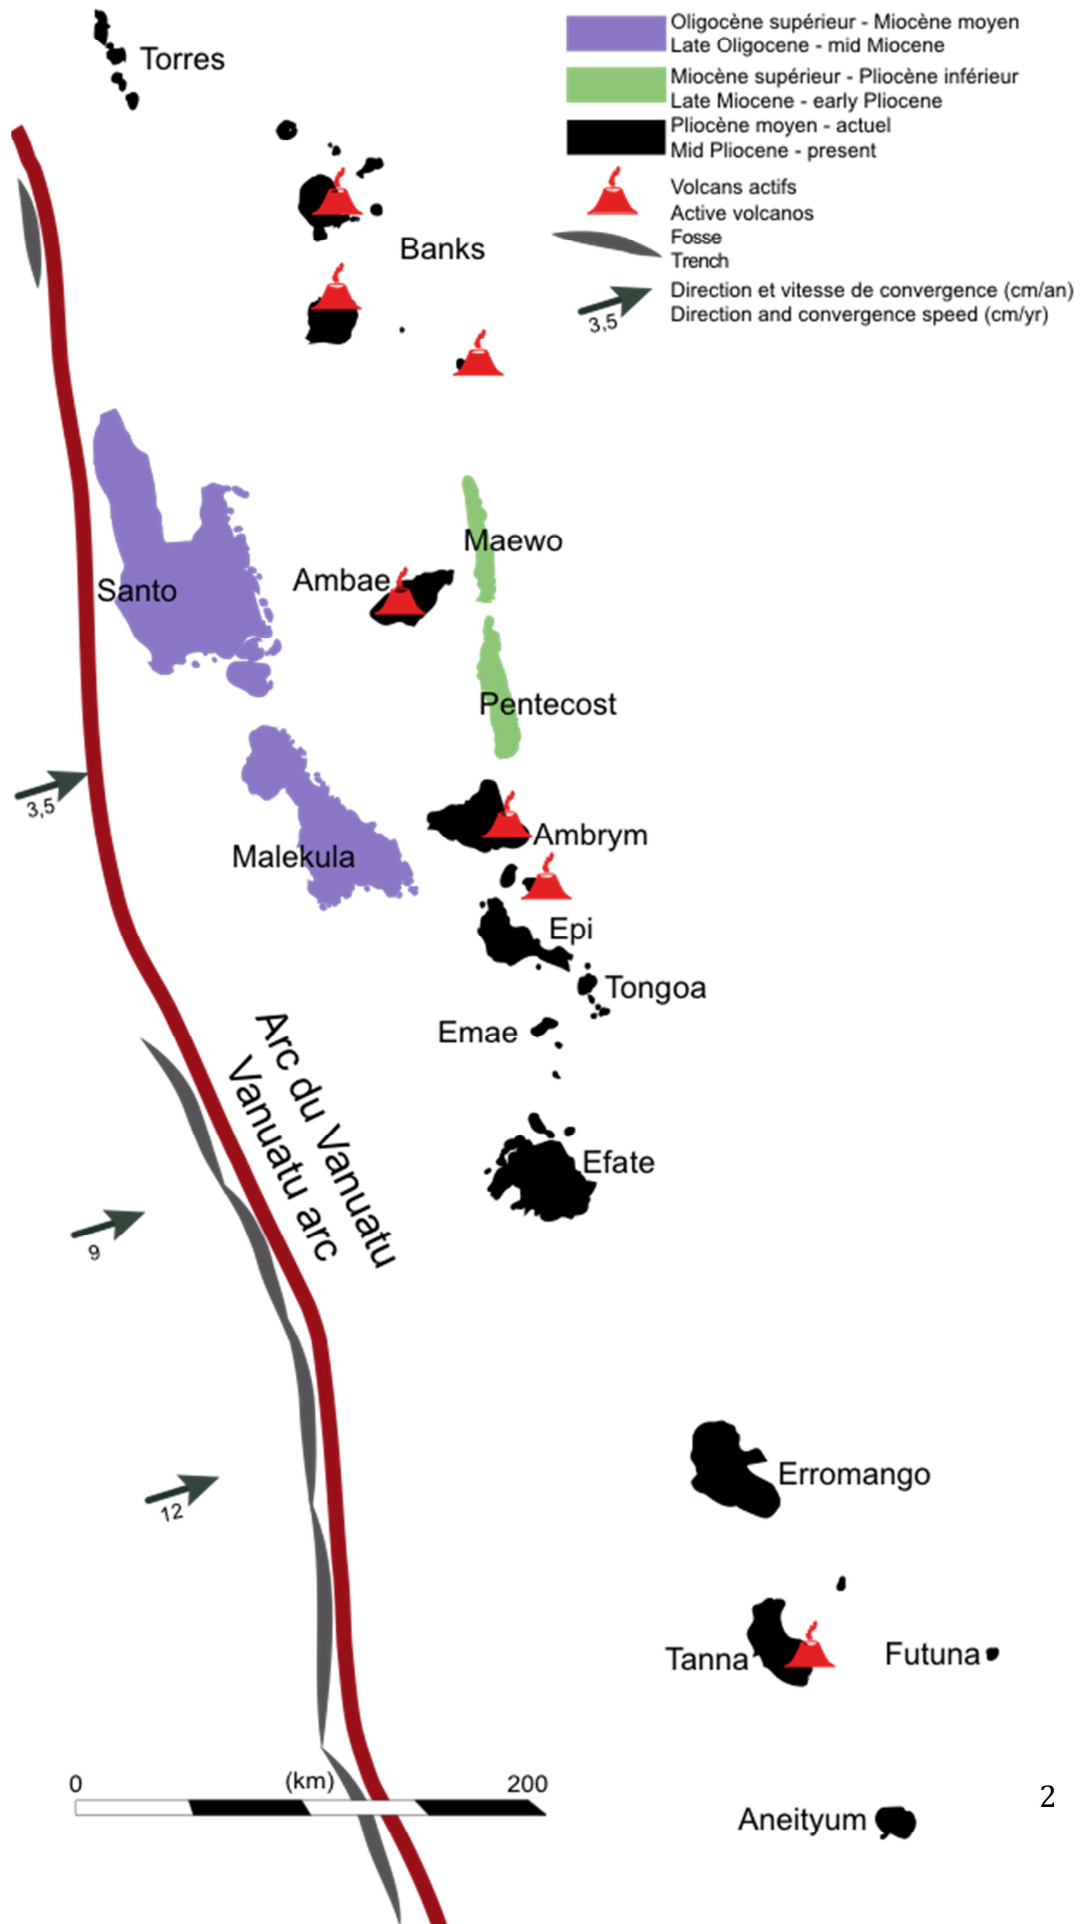 Oligocène supérieur - Miocène moyen
Late Oligocene - mid Miocene
Miocène supérieur - Pliocène inférieur
Late Miocene - early Pliocene
Pliocène moyen - actuel
Mid Pliocene - present
Volcans actifs
Active volcanos
Fosse
Trench
Direction et vitesse de convergence (cm/an)
Direction and convergence speed (cm/yr)
3,5
Torres
Banks
Maewo
Ambae
Santo
Pentecost
3,5
Ambrym
Malekula
Epi
Tongoa
Emae
Arc du Vanuatu
Vanuatu arc
Efate
9
Erromango
12
Tanna
Futuna
0
(km)
200
2
Aneityum